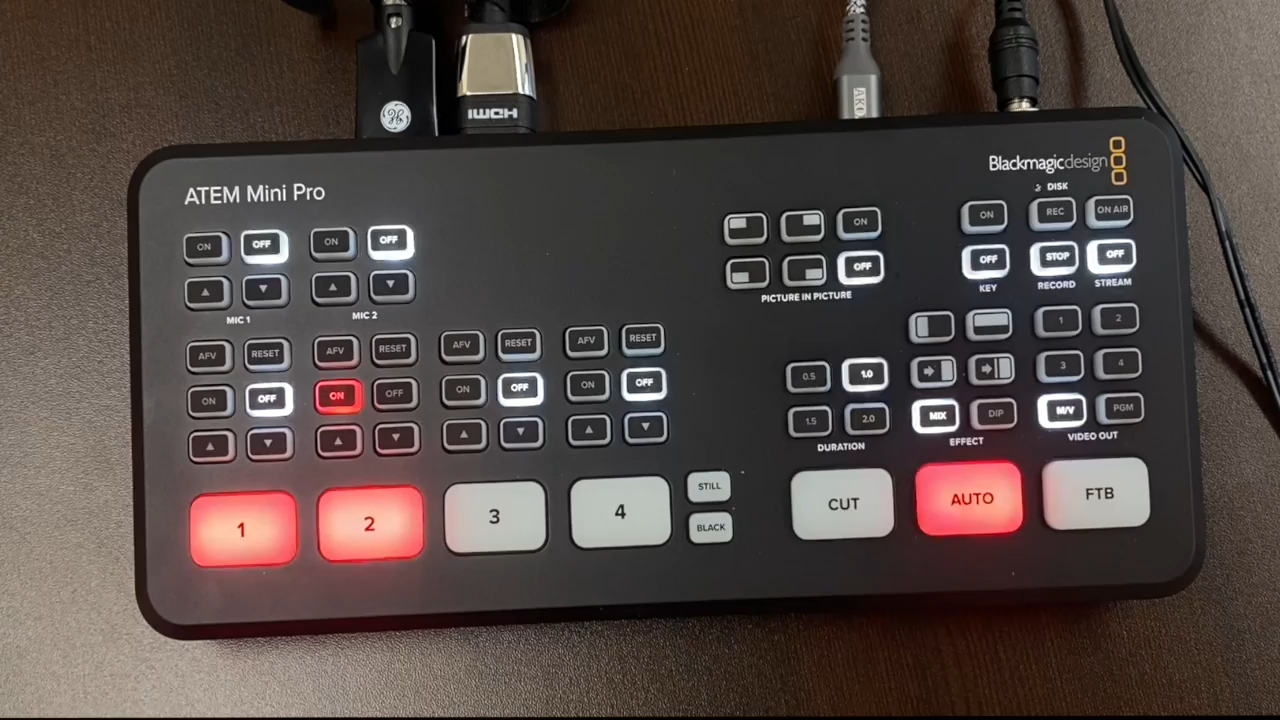 GE
HDMI
AKO
Blackmagicdesign
ATEM Mini Pro
DISK
ON OFF ON OFF
ON ON REC ON AIR
OFF OFF STOP OFF
MIC 1 MIC 2
PICTURE IN PICTURE
KEY RECORD STREAM
AFV RESET AFV RESET AFV RESET AFV RESET
1 2
ON OFF ON OFF ON OFF ON OFF
0.5 1.0 3 4
1.5 2.0 MIX DIP M/V PGM
DURATION EFFECT VIDEO OUT
1 2 3 4 STILL
BLACK
CUT AUTO FTB